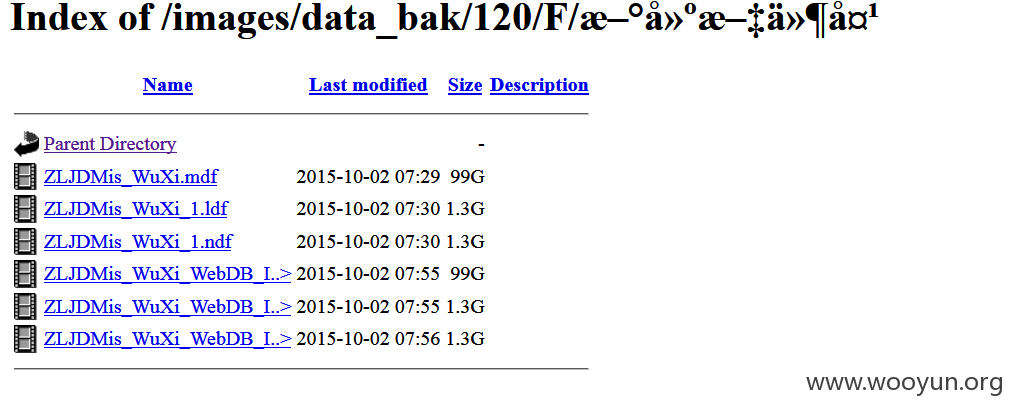 Index of /images/data_bak/120/F/æ–°å»ºæ–‡ä»¶å¤¹
Name Last modified Size Description
Parent Directory -
ZLJDMis_WuXi.mdf 2015-10-02 07:29 99G
ZLJDMis_WuXi_1.ldf 2015-10-02 07:30 1.3G
ZLJDMis_WuXi_1.ndf 2015-10-02 07:30 1.3G
ZLJDMis_WuXi_WebDB_I..> 2015-10-02 07:55 99G
ZLJDMis_WuXi_WebDB_I..> 2015-10-02 07:55 1.3G
ZLJDMis_WuXi_WebDB_I..> 2015-10-02 07:56 1.3G
www.wooyun.org